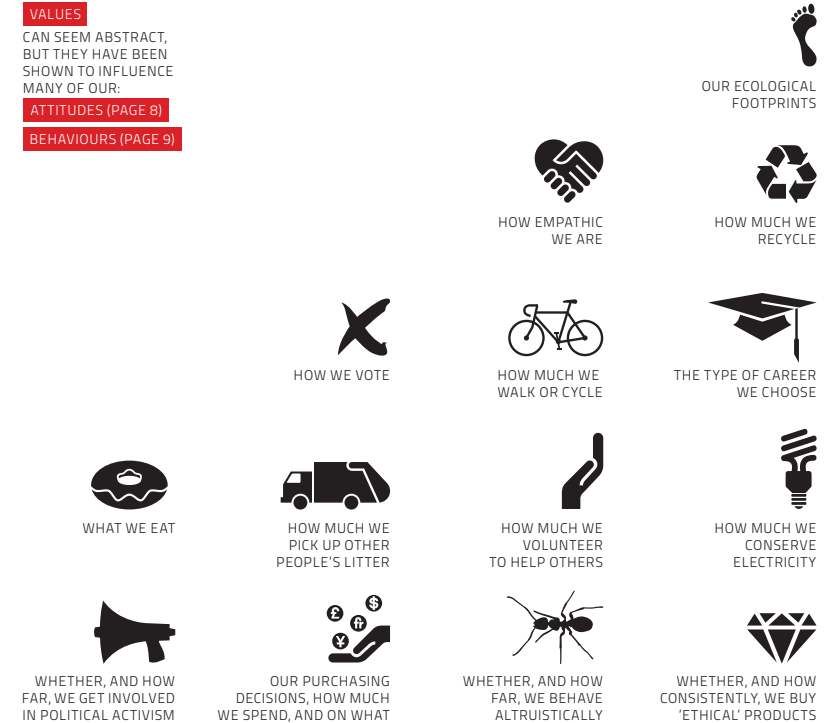 VALUES
CAN SEEM ABSTRACT,
BUT THEY HAVE BEEN
SHOWN TO INFLUENCE
MANY OF OUR:
ATTITUDES (PAGE 8)
BEHAVIOURS (PAGE 9)
OUR ECOLOGICAL
FOOTPRINTS
HOW EMPATHIC
WE ARE
HOW MUCH WE
RECYCLE
HOW WE VOTE
HOW MUCH WE
WALK OR CYCLE
THE TYPE OF CAREER
WE CHOOSE
WHAT WE EAT
HOW MUCH WE
PICK UP OTHER
PEOPLE'S LITTER
HOW MUCH WE
VOLUNTEER
TO HELP OTHERS
HOW MUCH WE
CONSERVE
ELECTRICITY
£
$
₶
¥
WHETHER, AND HOW
FAR, WE GET INVOLVED
IN POLITICAL ACTIVISM
OUR PURCHASING
DECISIONS, HOW MUCH
WE SPEND, AND ON WHAT
WHETHER, AND HOW
FAR, WE BEHAVE
ALTRUISTICALLY
WHETHER, AND HOW
CONSISTENTLY, WE BUY
'ETHICAL' PRODUCTS